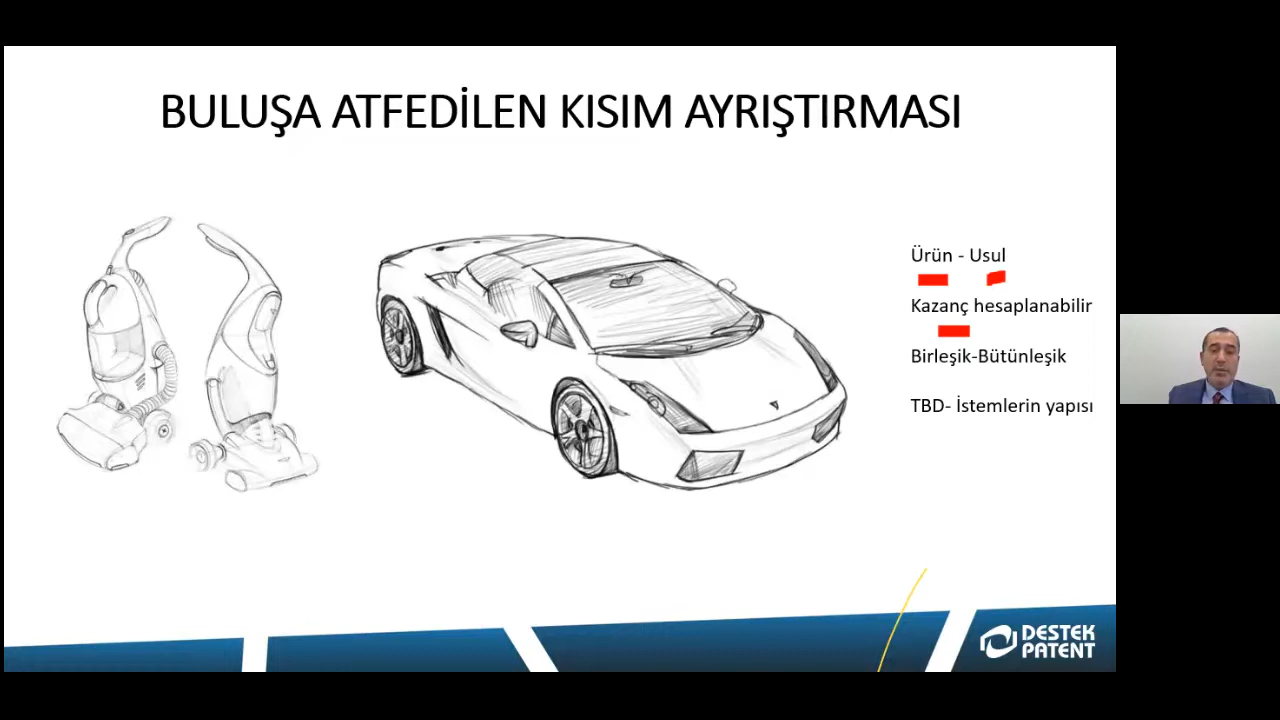 BULUŞA ATFEDİLEN KISIM AYRIŞTIRMASI
Ürün - Usul
Kazanç hesaplanabilir
Birleşik-Bütünleşik
TBD- İstemlerin yapısı
DESTEK
PATENT